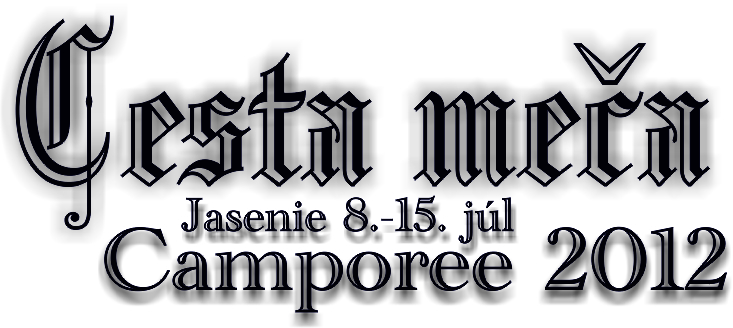 Cesta meča
Jasenie 8.-15. júl
Camporee 2012